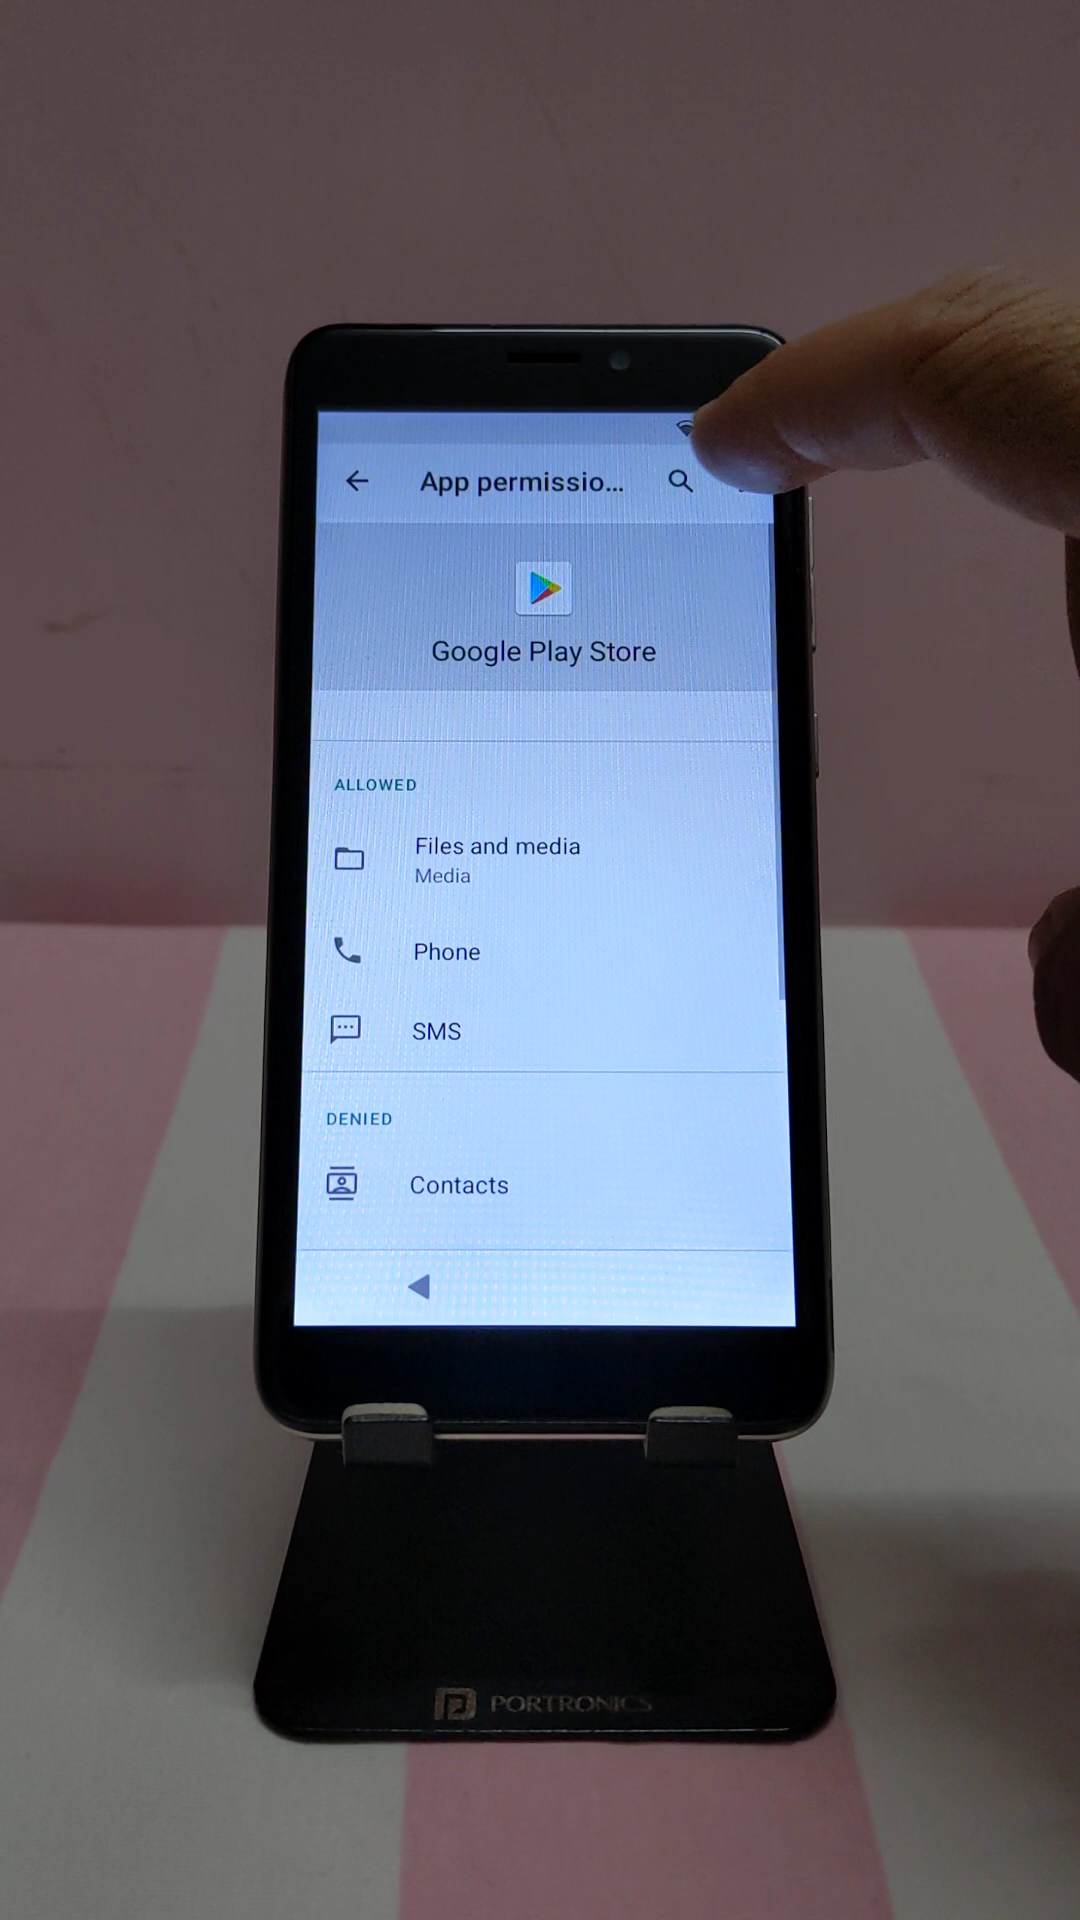 App permissio...
Google Play Store
ALLOWED
Files and media
Media
Phone
SMS
DENIED
Contacts
PORTRONICS